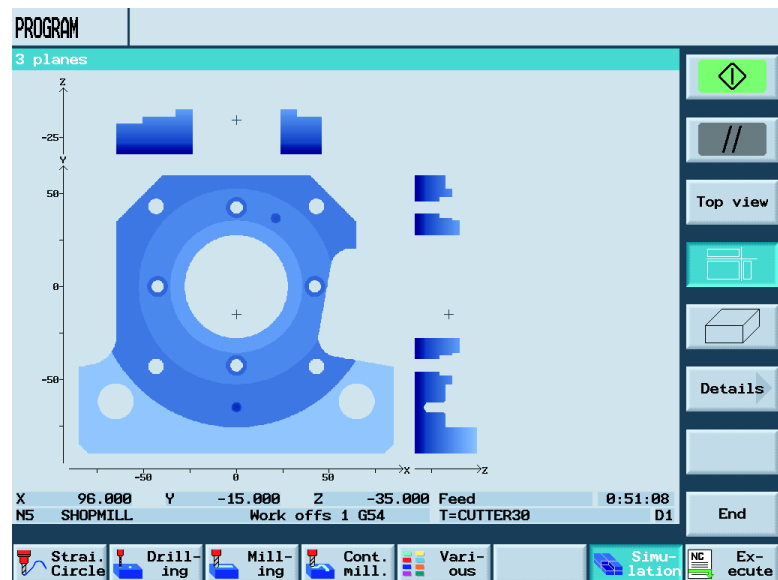 PROGRAM
3 planes
Z
-25
Y
50
0
-50
-50 0 50 X Z
Top view
Details
End
X 96.000 Y -15.000 Z -35.000 Feed 0:51:08
N5 SHOPMILL Work offs 1 G54 T=CUTTER30 D1
Strai. Circle
Drill- ing
Mill- ing
Cont. mill.
Vari- ous
Simu- lation
NC Ex- ecute